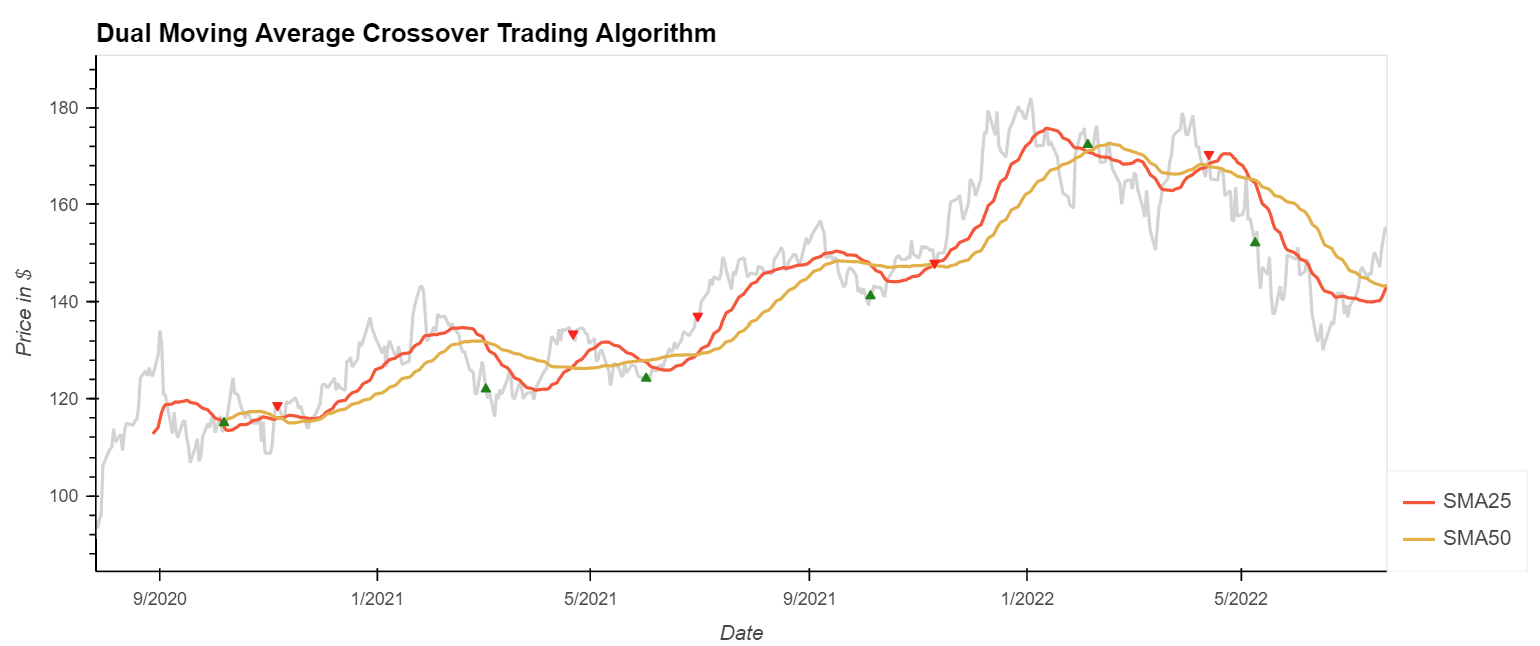 Dual Moving Average Crossover Trading Algorithm
Price in $
180
160
140
120
100
9/2020 1/2021 5/2021 9/2021 1/2022 5/2022
Date
SMA25
SMA50